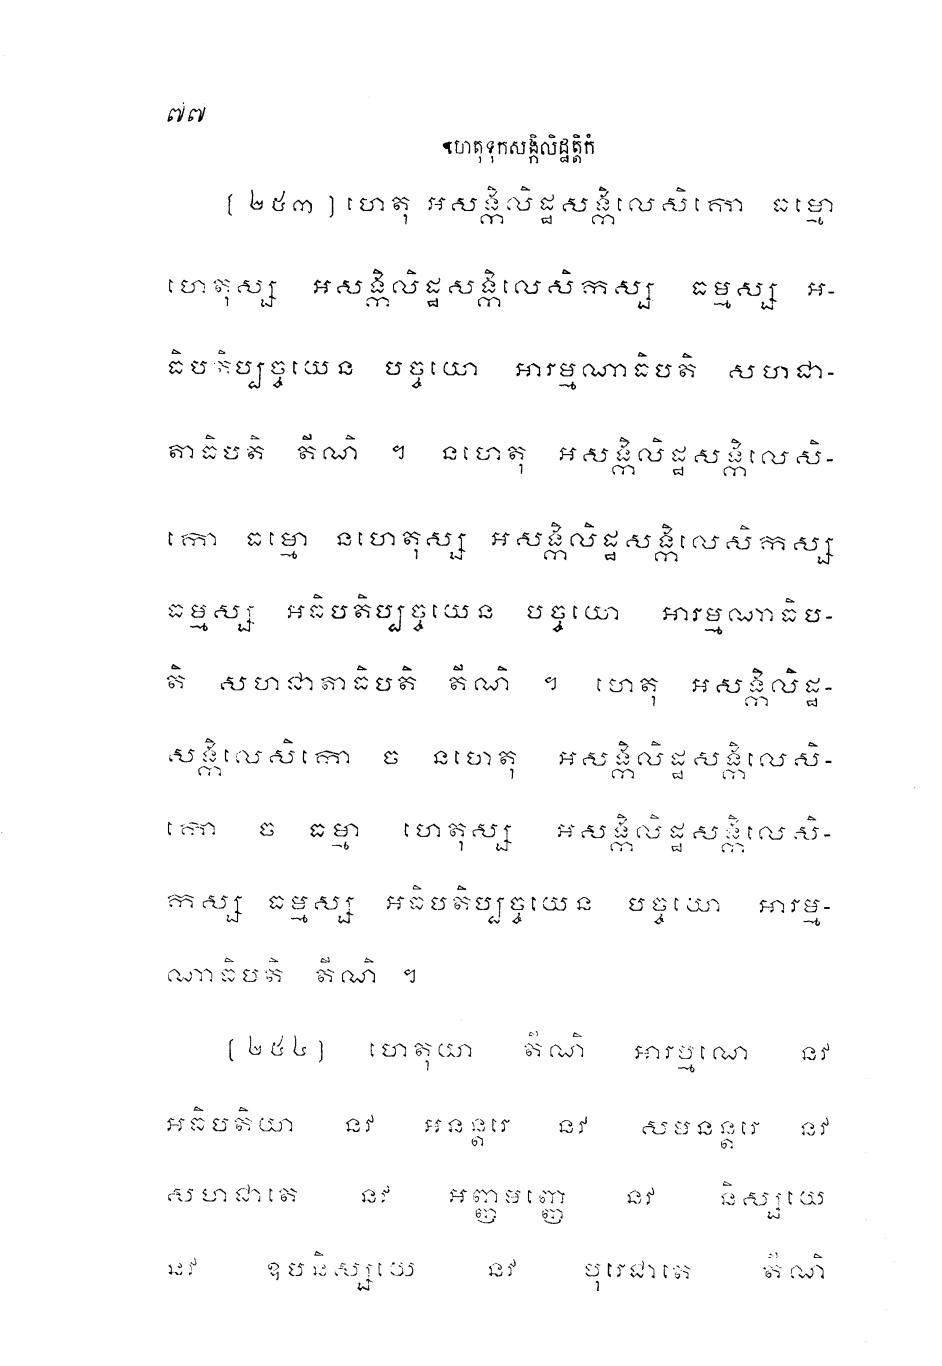 ៧៧
ហេតុទុកសង្កិលិដ្ឋត្តិកំ
[ ២៥៣ ] ហេតុ អសង្កិលិដ្ឋសង្កិលេសិកោ ធម្មោ
ហេតុស្ស អសង្កិលិដ្ឋសង្កិលេសិកស្ស ធម្មស្ស អ-
ធិបតិប្បច្ចយេន បច្ចយោ អារម្មណាធិបតិ សហជា-
តាធិបតិ តីណិ ។ នហេតុ អសង្កិលិដ្ឋសង្កិលេសិ-
កោ ធម្មោ នហេតុស្ស អសង្កិលិដ្ឋសង្កិលេសិកស្ស
ធម្មស្ស អធិបតិប្បច្ចយេន បច្ចយោ អារម្មណាធិប-
តិ សហជាតាធិបតិ តីណិ ។ ហេតុ អសង្កិលិដ្ឋ-
សង្កិលេសិកោ ច នហេតុ អសង្កិលិដ្ឋសង្កិលេសិ-
កោ ច ធម្មា ហេតុស្ស អសង្កិលិដ្ឋសង្កិលេសិ-
កស្ស ធម្មស្ស អធិបតិប្បច្ចយេន បច្ចយោ អារម្ម-
ណាធិបតិ តីណិ ។
[ ២៥៤ ] ហេតុយា តីណិ អារម្មណេ នវ
អធិបតិយា នវ អនន្តរេ នវ សមនន្តរេ នវ
សហជាតេ នវ អញ្ញមញ្ញេ នវ និស្សយេ
នវ ឧបនិស្សយេ នវ បុរេជាតេ តីណិ